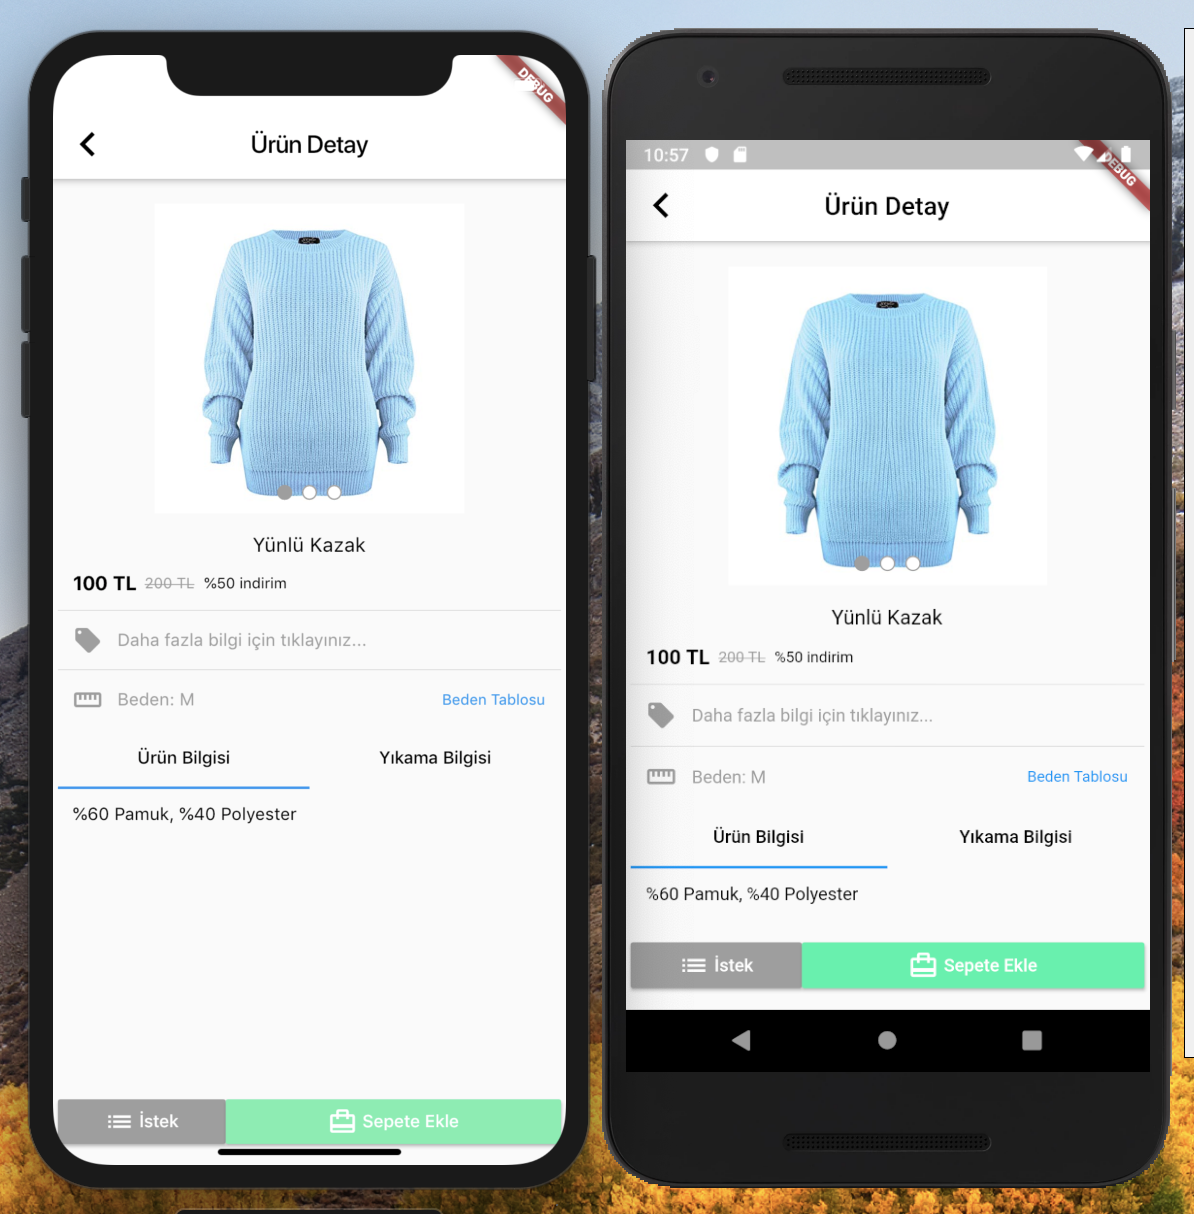 DEBUG
Ürün Detay
Yünlü Kazak
100 TL 200 TL %50 indirim
Daha fazla bilgi için tıklayınız...
Beden: M Beden Tablosu
Ürün Bilgisi Yıkama Bilgisi
%60 Pamuk, %40 Polyester
İstek Sepete Ekle
10:57
DEBUG
Ürün Detay
Yünlü Kazak
100 TL 200 TL %50 indirim
Daha fazla bilgi için tıklayınız...
Beden: M Beden Tablosu
Ürün Bilgisi Yıkama Bilgisi
%60 Pamuk, %40 Polyester
İstek Sepete Ekle